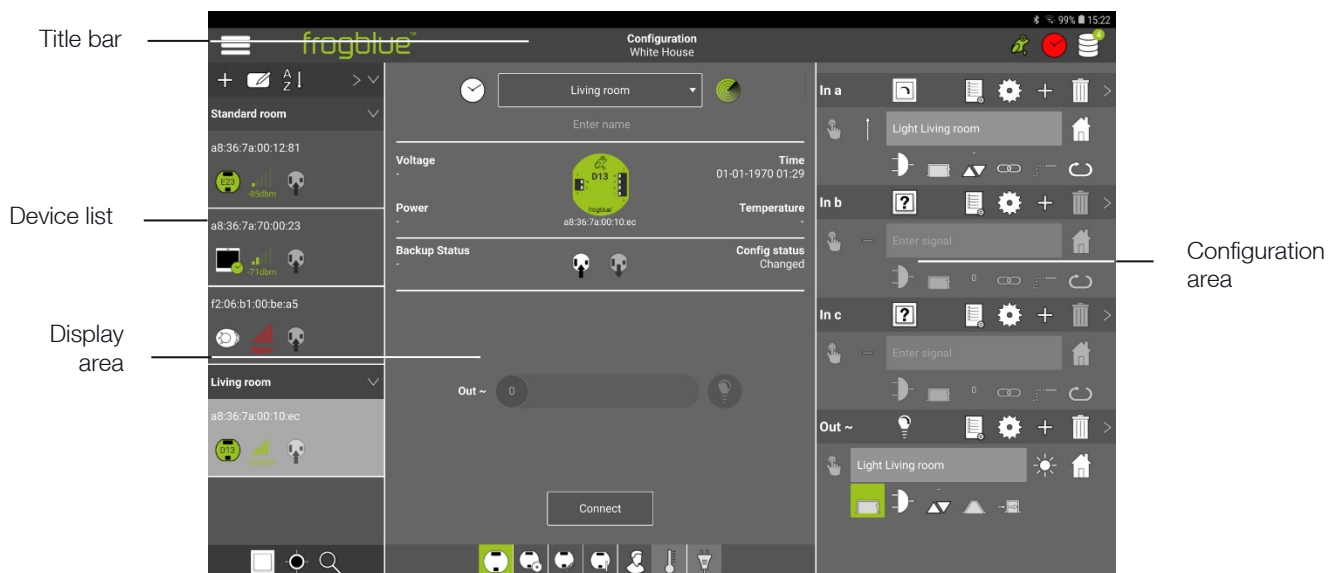 99% 15:22
Title bar
frogblue™
Configuration
White House
4
A
Z
Standard room
a8:36:7a:00:12:81
E23
-85dbm
Device list
a8:36:7a:70:00:23
-71dbm
f2:06:b1:00:be:a5
Display
area
Living room
a8:36:7a:00:10:ec
D13
Living room
Enter name
Voltage
-
Time
01-01-1970 01:29
D13
frogblue
Power
-
Temperature
-
a8:36:7a:00:10:ec
Backup Status
-
Config status
Changed
Out ~ 0
Connect
In a
Light Living room
In b
?
Enter signal
0
In c
?
Enter signal
0
Out ~
Light Living room
Configuration
area